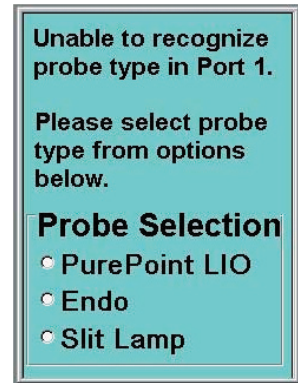 Unable to recognize
probe type in Port 1.
Please select probe
type from options
below.
Probe Selection
PurePoint LIO
Endo
Slit Lamp